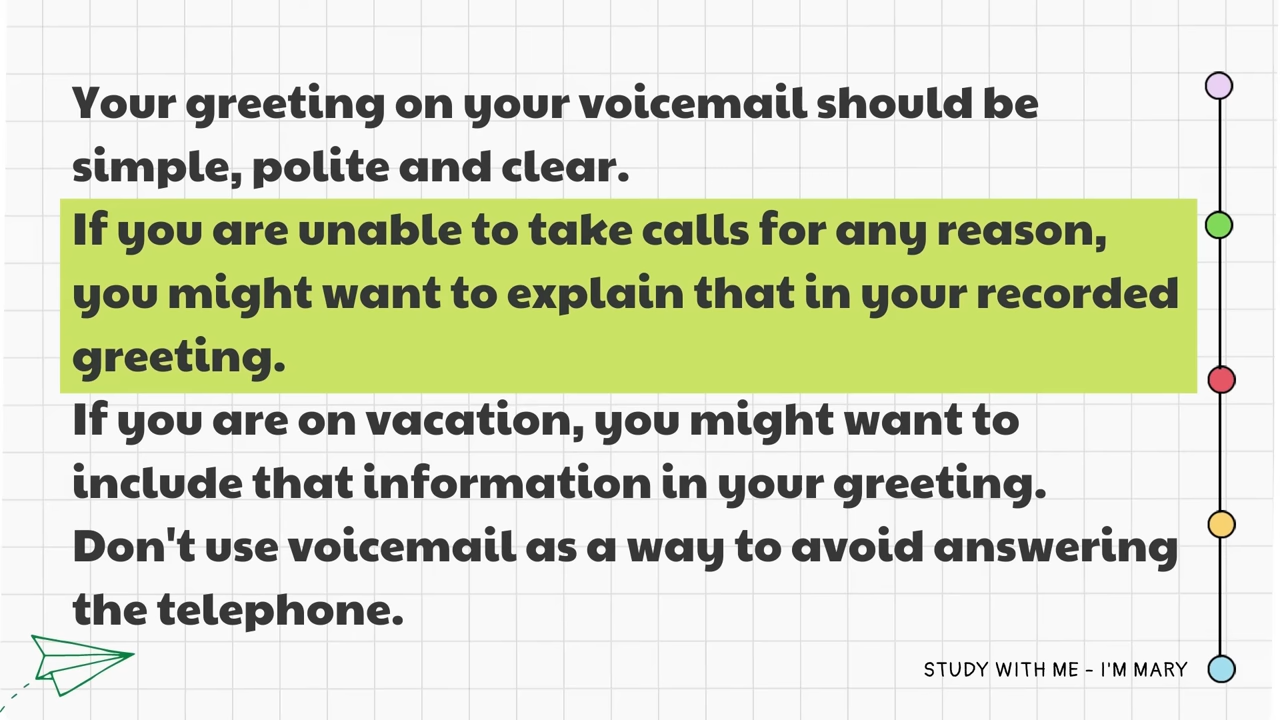 Your greeting on your voicemail should be
simple, polite and clear.
If you are unable to take calls for any reason,
you might want to explain that in your recorded
greeting.
If you are on vacation, you might want to
include that information in your greeting.
Don't use voicemail as a way to avoid answering
the telephone.
STUDY WITH ME - I'M MARY